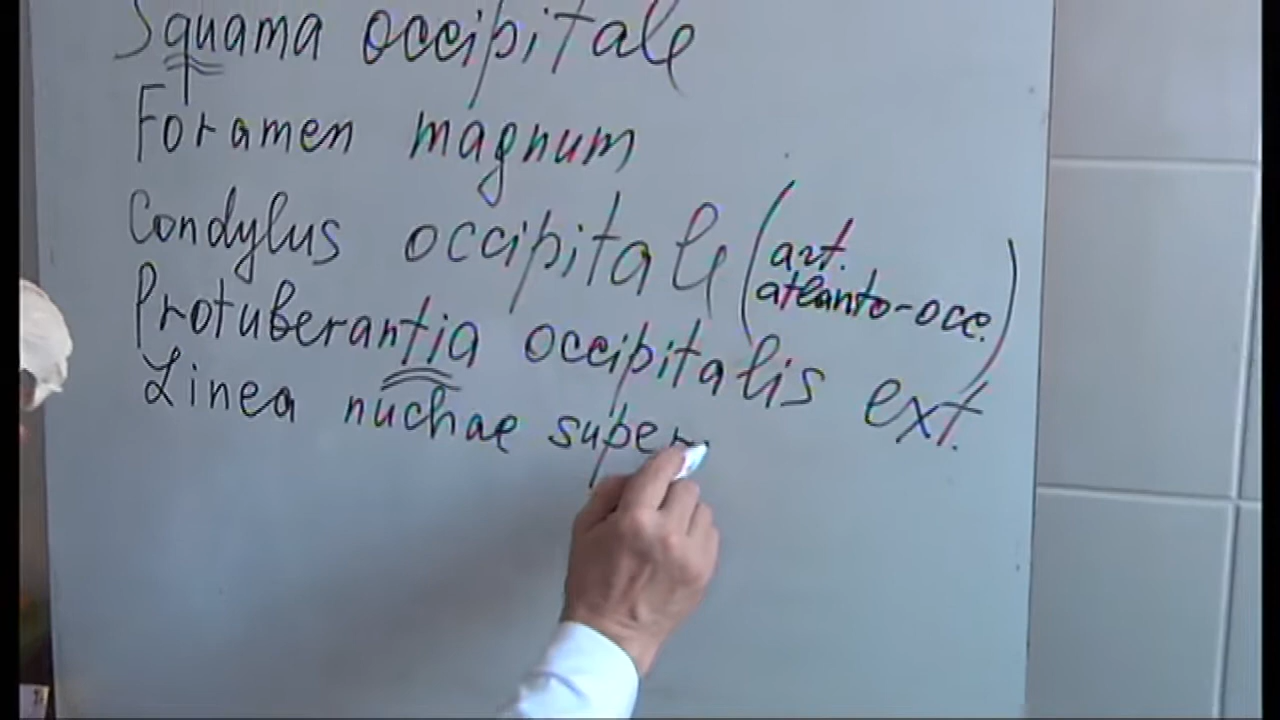 Squama occipitale
Foramen magnum
Condylus occipitale (art. atlanto-occ.)
Protuberantia occipitalis ext.
Linea nuchae super